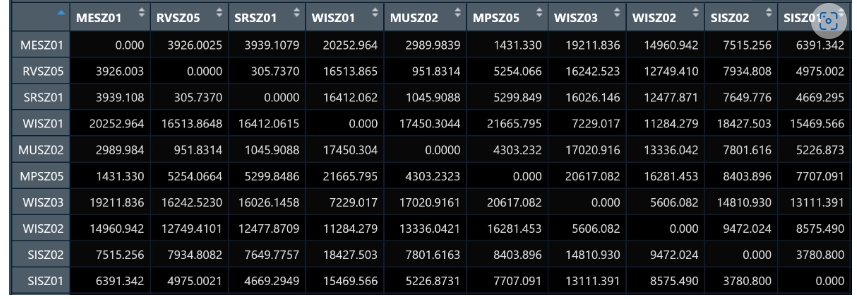 MESZ01 RVSZ05 SRSZ01 WISZ01 MUSZ02 MPSZ05 WISZ03 WISZ02 SISZ02 SISZ01
MESZ01 0.000 3926.0025 3939.1079 20252.964 2989.9839 1431.330 19211.836 14960.942 7515.256 6391.342
RVSZ05 3926.003 0.0000 305.7370 16513.865 951.8314 5254.066 16242.523 12749.410 7934.808 4975.002
SRSZ01 3939.108 305.7370 0.0000 16412.062 1045.9088 5299.849 16026.146 12477.871 7649.776 4669.295
WISZ01 20252.964 16513.8648 16412.0615 0.000 17450.3044 21665.795 7229.017 11284.279 18427.503 15469.566
MUSZ02 2989.984 951.8314 1045.9088 17450.304 0.0000 4303.232 17020.916 13336.042 7801.616 5226.873
MPSZ05 1431.330 5254.0664 5299.8486 21665.795 4303.2323 0.000 20617.082 16281.453 8403.896 7707.091
WISZ03 19211.836 16242.5230 16026.1458 7229.017 17020.9161 20617.082 0.000 5606.082 14810.930 13111.391
WISZ02 14960.942 12749.4101 12477.8709 11284.279 13336.0421 16281.453 5606.082 0.000 9472.024 8575.490
SISZ02 7515.256 7934.8082 7649.7757 18427.503 7801.6163 8403.896 14810.930 9472.024 0.000 3780.800
SISZ01 6391.342 4975.0021 4669.2949 15469.566 5226.8731 7707.091 13111.391 8575.490 3780.800 0.000